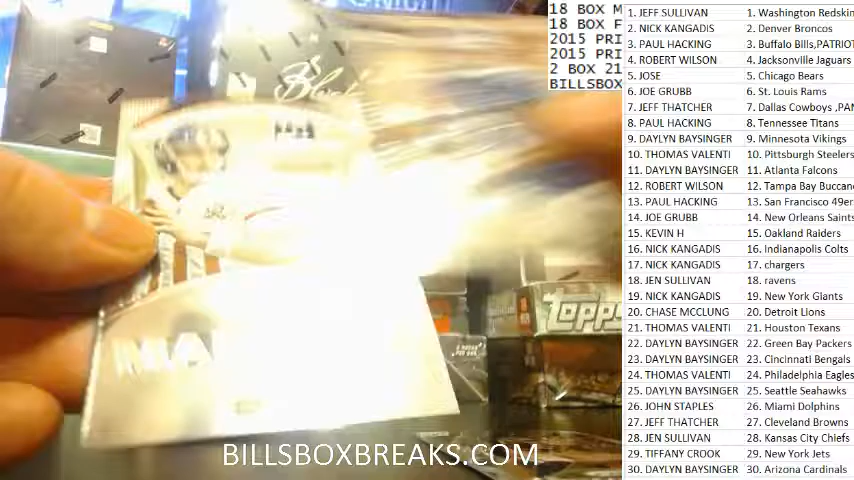 18 BOX M
18 BOX F
2015 PRI
2015 PRI
2 BOX 21
BILLSBOX
1. JEFF SULLIVAN 1. Washington Redskin
2. NICK KANGADIS 2. Denver Broncos
3. PAUL HACKING 3. Buffalo Bills,PATRIOT
4. ROBERT WILSON 4. Jacksonville Jaguars
5. JOSE 5. Chicago Bears
6. JOE GRUBB 6. St. Louis Rams
7. JEFF THATCHER 7. Dallas Cowboys ,PAN
8. PAUL HACKING 8. Tennessee Titans
9. DAYLYN BAYSINGER 9. Minnesota Vikings
10. THOMAS VALENTI 10. Pittsburgh Steelers
11. DAYLYN BAYSINGER 11. Atlanta Falcons
12. ROBERT WILSON 12. Tampa Bay Buccane
13. PAUL HACKING 13. San Francisco 49er
14. JOE GRUBB 14. New Orleans Saints
15. KEVIN H 15. Oakland Raiders
16. NICK KANGADIS 16. Indianapolis Colts
17. NICK KANGADIS 17. chargers
18. JEN SULLIVAN 18. ravens
19. NICK KANGADIS 19. New York Giants
20. CHASE MCCLUNG 20. Detroit Lions
21. THOMAS VALENTI 21. Houston Texans
22. DAYLYN BAYSINGER 22. Green Bay Packers
23. DAYLYN BAYSINGER 23. Cincinnati Bengals
24. THOMAS VALENTI 24. Philadelphia Eagles
25. DAYLYN BAYSINGER 25. Seattle Seahawks
26. JOHN STAPLES 26. Miami Dolphins
27. JEFF THATCHER 27. Cleveland Browns
28. JEN SULLIVAN 28. Kansas City Chiefs
29. TIFFANY CROOK 29. New York Jets
30. DAYLYN BAYSINGER 30. Arizona Cardinals
Black
Topps
BILLSBOXBREAKS.COM